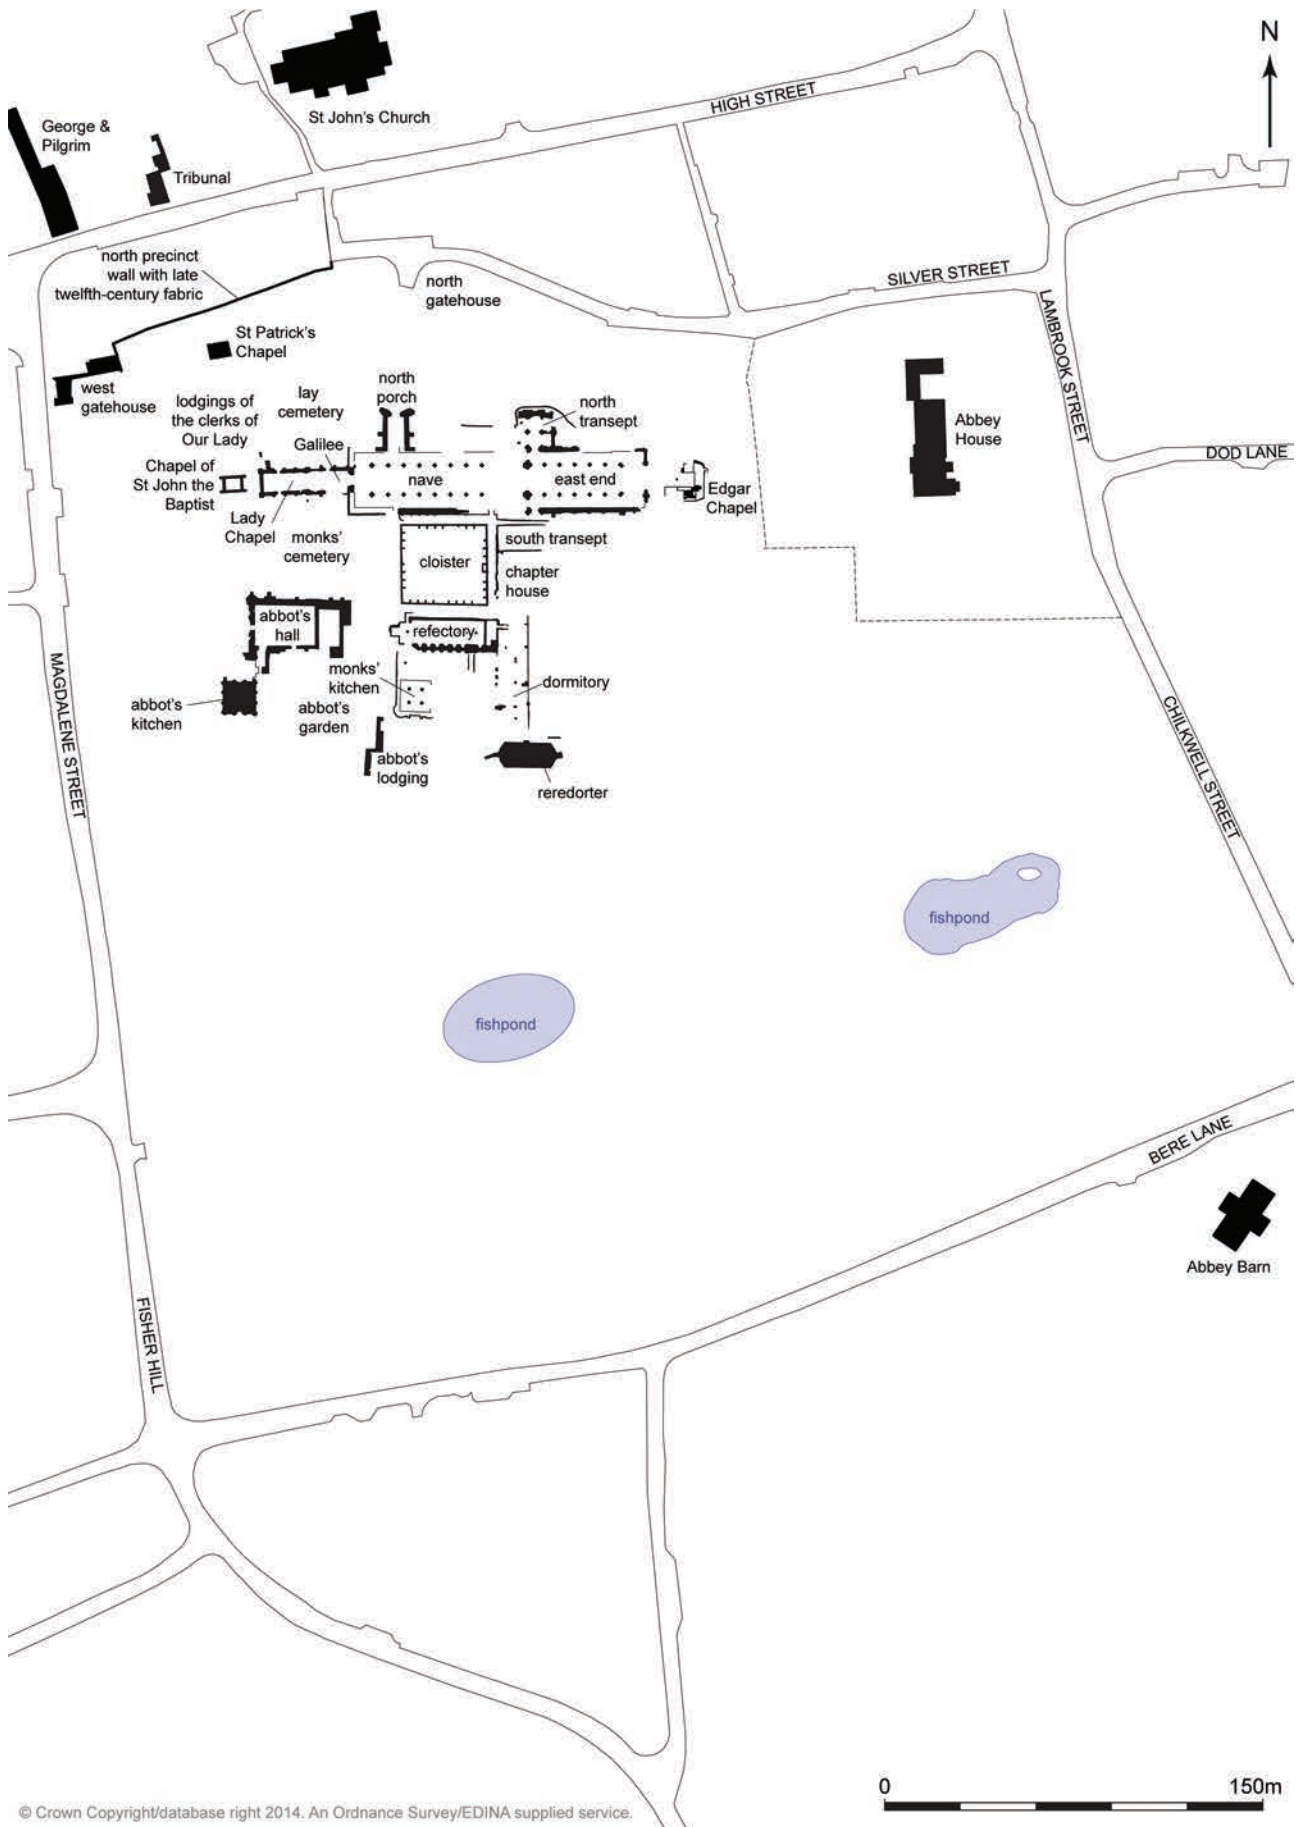 N
HIGH STREET
St John's Church
George &
Pilgrim
Tribunal
north precinct
wall with late
twelfth-century fabric
north
gatehouse
SILVER STREET
LAMBROOK STREET
St Patrick's
Chapel
west
gatehouse
lodgings of
the clerks of
Our Lady
lay
cemetery
north
porch
north
transept
Abbey
House
DOD LANE
Galilee
Chapel of
St John the
Baptist
nave
east end
Edgar
Chapel
Lady
Chapel
monks'
cemetery
south transept
cloister
chapter
house
abbot's
hall
refectory
MAGDALENE STREET
monks'
kitchen
dormitory
abbot's
kitchen
abbot's
garden
CHILKWELL STREET
abbot's
lodging
reredorter
fishpond
fishpond
BERE LANE
Abbey Barn
FISHER HILL
0
150m
© Crown Copyright/database right 2014. An Ordnance Survey/EDINA supplied service.